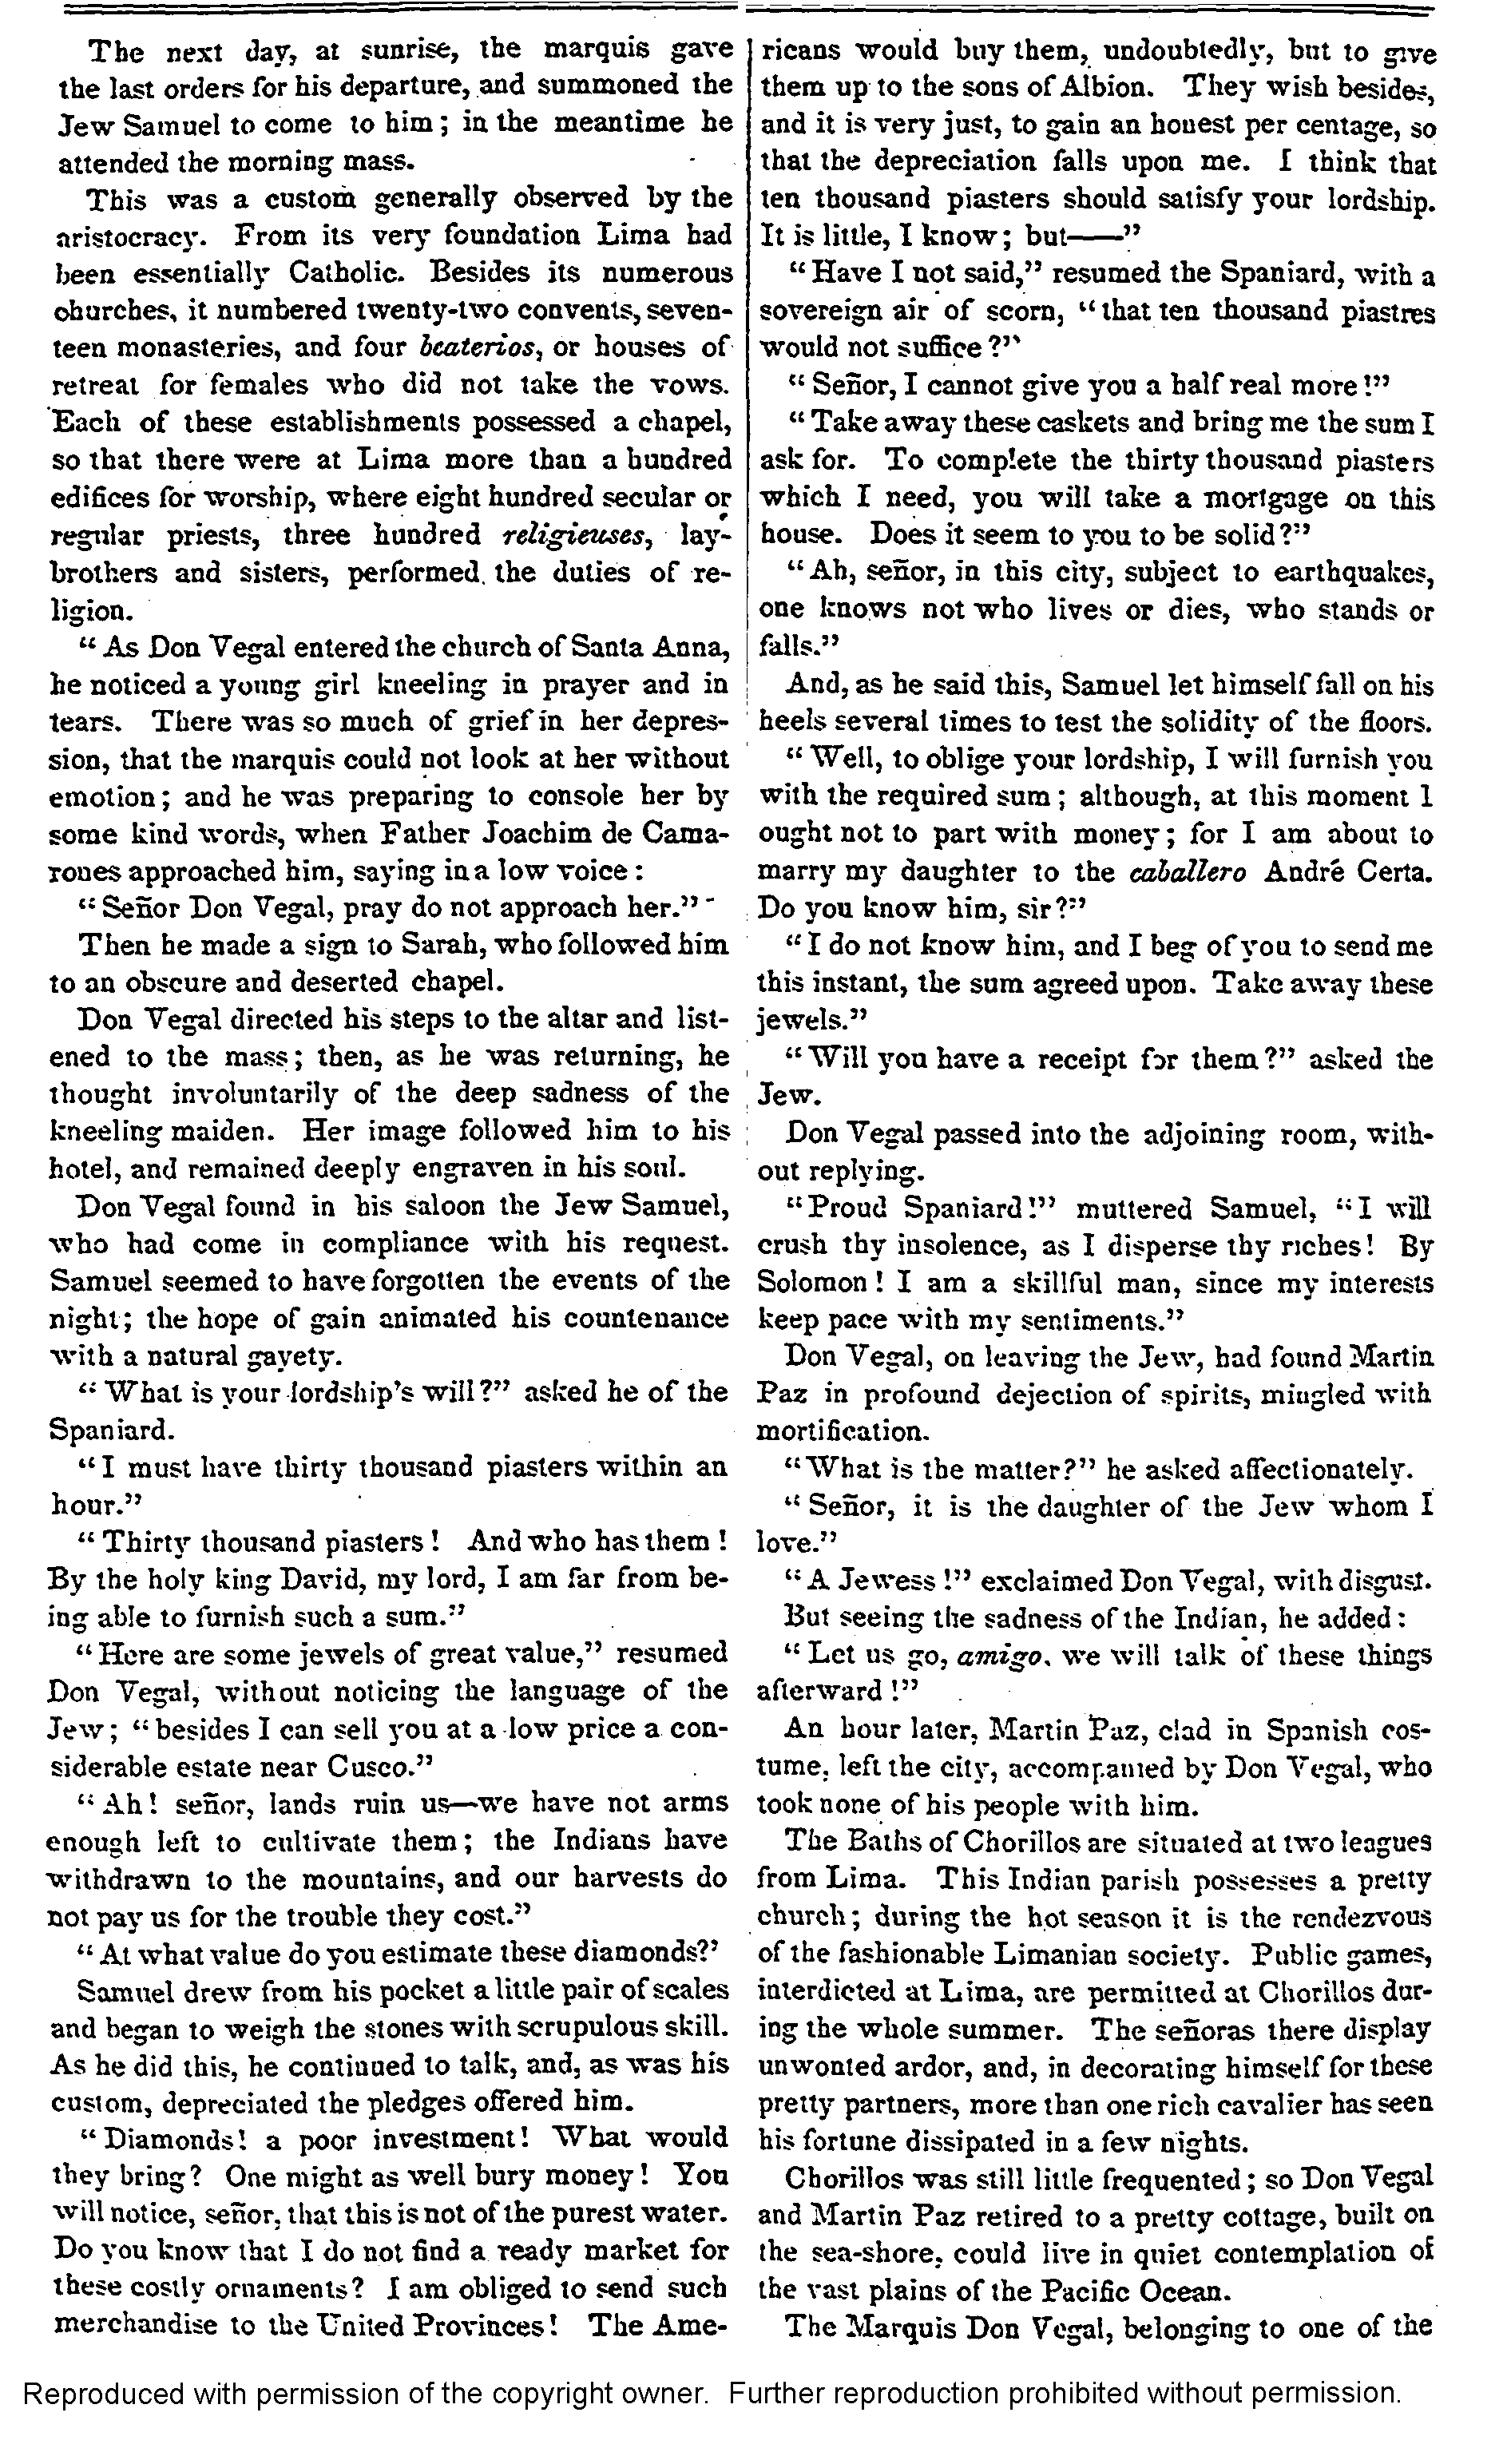 The next day, at sunrise, the marquis gave
the last orders for his departure, and summoned the
Jew Samuel to come to him; in the meantime he
attended the morning mass.
This was a custom generally observed by the
aristocracy. From its very foundation Lima had
been essentially Catholic. Besides its numerous
churches, it numbered twenty-two convents, seven-
teen monasteries, and four beaterios, or houses of
retreat for females who did not take the vows.
Each of these establishments possessed a chapel,
so that there were at Lima more than a hundred
edifices for worship, where eight hundred secular or
regular priests, three hundred religieuses, lay-
brothers and sisters, performed the duties of re-
ligion.
"As Don Vegal entered the church of Santa Anna,
he noticed a young girl kneeling in prayer and in
tears. There was so much of grief in her depres-
sion, that the marquis could not look at her without
emotion; and he was preparing to console her by
some kind words, when Father Joachim de Cama-
rones approached him, saying in a low voice:
"Señor Don Vegal, pray do not approach her."
Then he made a sign to Sarah, who followed him
to an obscure and deserted chapel.
Don Vegal directed his steps to the altar and list-
ened to the mass; then, as he was returning, he
thought involuntarily of the deep sadness of the
kneeling maiden. Her image followed him to his
hotel, and remained deeply engraven in his soul.
Don Vegal found in his saloon the Jew Samuel,
who had come in compliance with his request.
Samuel seemed to have forgotten the events of the
night; the hope of gain animated his countenance
with a natural gayety.
"What is your lordship's will?" asked he of the
Spaniard.
"I must have thirty thousand piasters within an
hour."
"Thirty thousand piasters! And who has them!
By the holy king David, my lord, I am far from be-
ing able to furnish such a sum."
"Here are some jewels of great value," resumed
Don Vegal, without noticing the language of the
Jew; "besides I can sell you at a low price a con-
siderable estate near Cusco."
"Ah! señor, lands ruin us—we have not arms
enough left to cultivate them; the Indians have
withdrawn to the mountains, and our harvests do
not pay us for the trouble they cost."
"At what value do you estimate these diamonds?'
Samuel drew from his pocket a little pair of scales
and began to weigh the stones with scrupulous skill.
As he did this, he continued to talk, and, as was his
custom, depreciated the pledges offered him.
"Diamonds! a poor investment! What would
they bring? One might as well bury money! You
will notice, señor, that this is not of the purest water.
Do you know that I do not find a ready market for
these costly ornaments? I am obliged to send such
merchandise to the United Provinces! The Ame-
ricans would buy them, undoubtedly, but to give
them up to the sons of Albion. They wish besides,
and it is very just, to gain an honest per centage, so
that the depreciation falls upon me. I think that
ten thousand piasters should satisfy your lordship.
It is little, I know; but——"
"Have I not said," resumed the Spaniard, with a
sovereign air of scorn, "that ten thousand piastres
would not suffice?"
"Señor, I cannot give you a half real more!"
"Take away these caskets and bring me the sum I
ask for. To complete the thirty thousand piasters
which I need, you will take a mortgage on this
house. Does it seem to you to be solid?"
"Ah, señor, in this city, subject to earthquakes,
one knows not who lives or dies, who stands or
falls."
And, as he said this, Samuel let himself fall on his
heels several times to test the solidity of the floors.
"Well, to oblige your lordship, I will furnish you
with the required sum; although, at this moment I
ought not to part with money; for I am about to
marry my daughter to the caballero André Certa.
Do you know him, sir?"
"I do not know him, and I beg of you to send me
this instant, the sum agreed upon. Take away these
jewels."
"Will you have a receipt for them?" asked the
Jew.
Don Vegal passed into the adjoining room, with-
out replying.
"Proud Spaniard!" muttered Samuel, "I will
crush thy insolence, as I disperse thy riches! By
Solomon! I am a skillful man, since my interests
keep pace with my sentiments."
Don Vegal, on leaving the Jew, had found Martin
Paz in profound dejection of spirits, mingled with
mortification.
"What is the matter?" he asked affectionately.
"Señor, it is the daughter of the Jew whom I
love."
"A Jewess!" exclaimed Don Vegal, with disgust.
But seeing the sadness of the Indian, he added:
"Let us go, amigo, we will talk of these things
afterward!"
An hour later, Martin Paz, clad in Spanish cos-
tume, left the city, accompanied by Don Vegal, who
took none of his people with him.
The Baths of Chorillos are situated at two leagues
from Lima. This Indian parish possesses a pretty
church; during the hot season it is the rendezvous
of the fashionable Limanian society. Public games,
interdicted at Lima, are permitted at Chorillos dur-
ing the whole summer. The señoras there display
unwonted ardor, and, in decorating himself for these
pretty partners, more than one rich cavalier has seen
his fortune dissipated in a few nights.
Chorillos was still little frequented; so Don Vegal
and Martin Paz retired to a pretty cottage, built on
the sea-shore, could live in quiet contemplation of
the vast plains of the Pacific Ocean.
The Marquis Don Vegal, belonging to one of the
Reproduced with permission of the copyright owner. Further reproduction prohibited without permission.